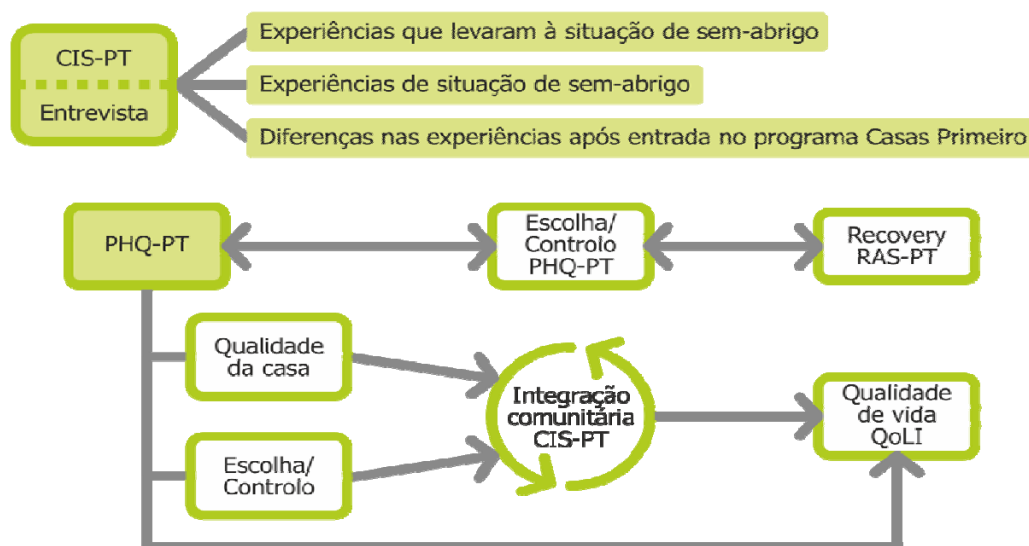 CIS-PT
Entrevista
Experiências que levaram à situação de sem-abrigo
Experiências de situação de sem-abrigo
Diferenças nas experiências após entrada no programa Casas Primeiro
PHQ-PT
Escolha/
Controlo
PHQ-PT
Recovery
RAS-PT
Qualidade
da casa
Escolha/
Controlo
Integração
comunitária
CIS-PT
Qualidade
de vida
QoLI